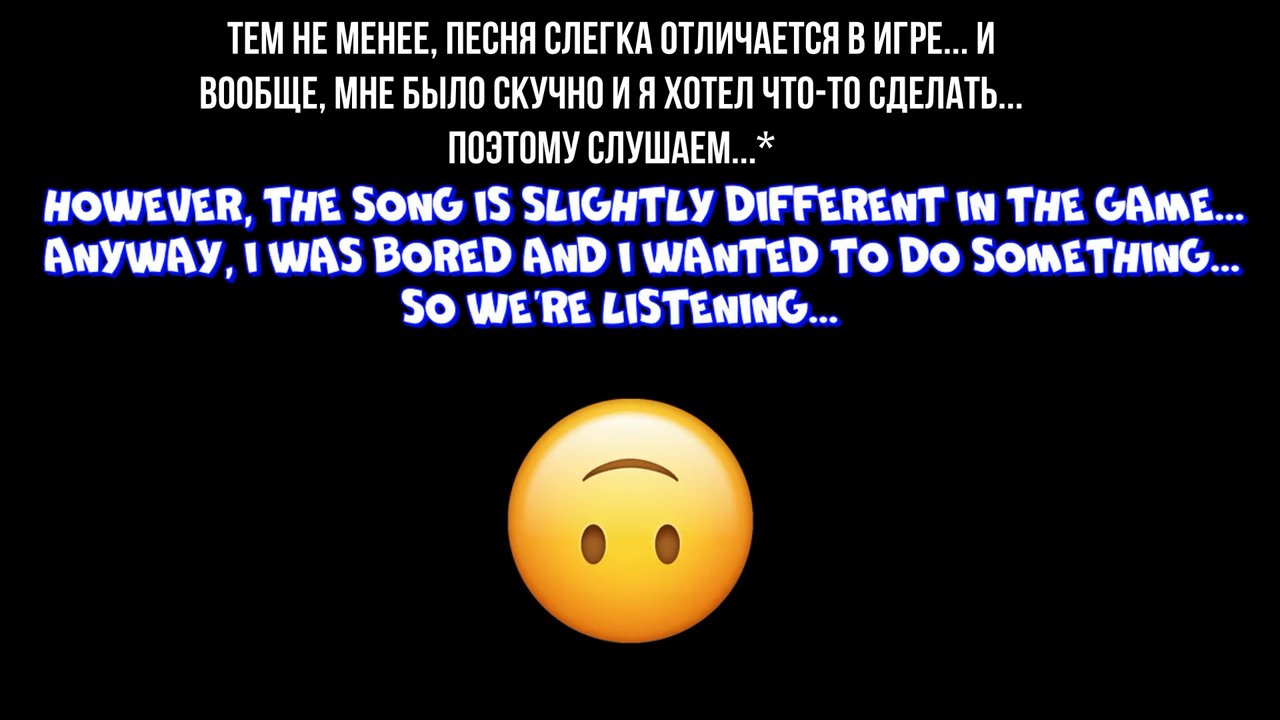 ТЕМ НЕ МЕНЕЕ, ПЕСНЯ СЛЕГКА ОТЛИЧАЕТСЯ В ИГРЕ... И
ВООБЩЕ, МНЕ БЫЛО СКУЧНО И Я ХОТЕЛ ЧТО-ТО СДЕЛАТЬ...
ПОЭТОМУ СЛУШАЕМ...*
HOWEVER, THE SONG IS SLIGHTLY DIFFERENT IN THE GAME...
ANYWAY, I WAS BORED AND I WANTED TO DO SOMETHING...
SO WE'RE LISTENING...